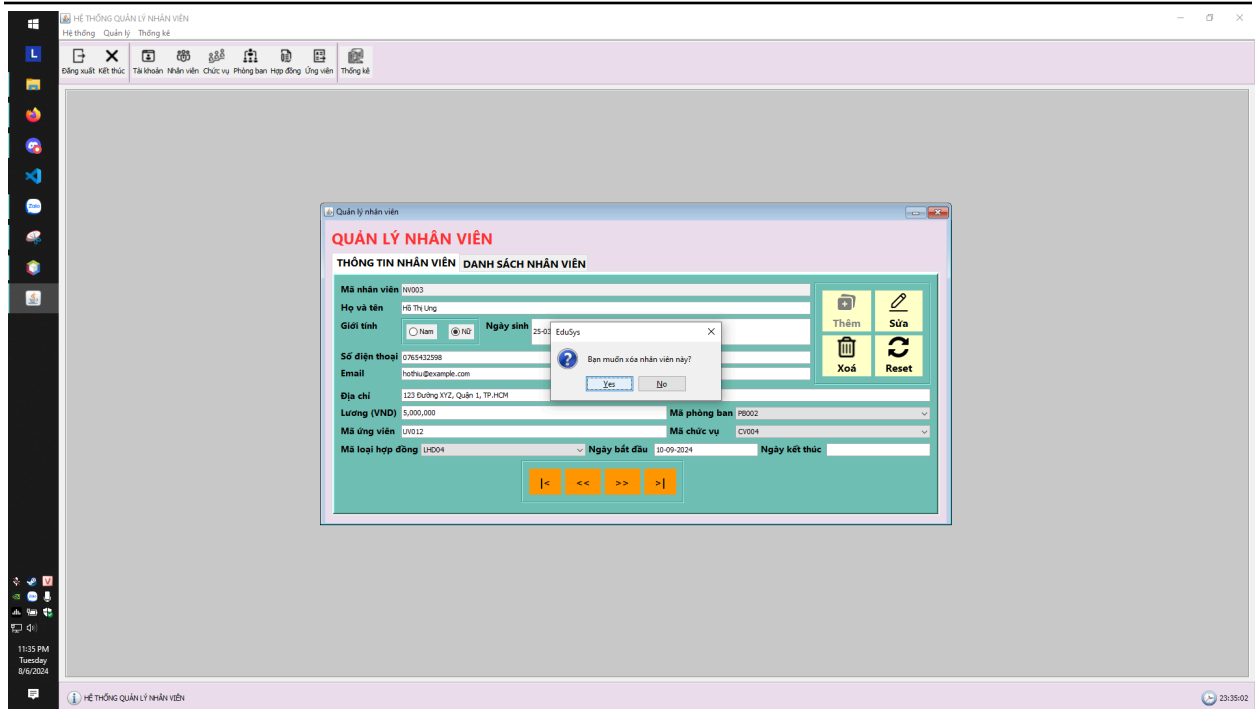 HỆ THỐNG QUẢN LÝ NHÂN VIÊN
Hệ thống Quản lý Thống kê
Đăng xuất Kết thúc Tài khoản Nhân viên Chức vụ Phòng ban Hợp đồng Ứng viên Thống kê
L
Zalo
Quản lý nhân viên
QUẢN LÝ NHÂN VIÊN
THÔNG TIN NHÂN VIÊN DANH SÁCH NHÂN VIÊN
Mã nhân viên NV003
Họ và tên Hồ Thị Ung
Giới tính Nam Nữ Ngày sinh 25-03
Số điện thoại 0765432598
Email hothiu@example.com
Địa chỉ 123 Đường XYZ, Quận 1, TP.HCM
Lương (VND) 5,000,000 Mã phòng ban PB002
Mã ứng viên UV012 Mã chức vụ CV004
Mã loại hợp đồng LHD04 Ngày bắt đầu 10-09-2024 Ngày kết thúc
Thêm Sửa
Xoá Reset
|< << >> >|
EduSys
Bạn muốn xóa nhân viên này?
Yes No
11:35 PM
Tuesday
8/6/2024
HỆ THỐNG QUẢN LÝ NHÂN VIÊN
23:35:02